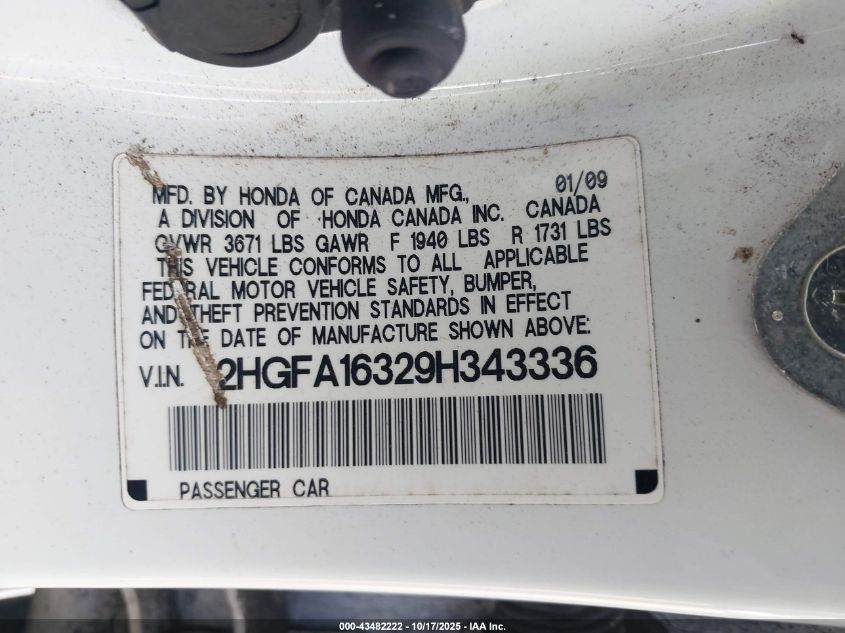 MFD. BY HONDA OF CANADA MFG., 01/09
A DIVISION OF HONDA CANADA INC. CANADA
GVWR 3671 LBS GAWR F 1940 LBS R 1731 LBS
THIS VEHICLE CONFORMS TO ALL APPLICABLE
FEDERAL MOTOR VEHICLE SAFETY, BUMPER,
AND THEFT PREVENTION STANDARDS IN EFFECT
ON THE DATE OF MANUFACTURE SHOWN ABOVE:
V.I.N. 2HGFA16329H343336
PASSENGER CAR
000-43482222 - 10/17/2025 - IAA Inc.